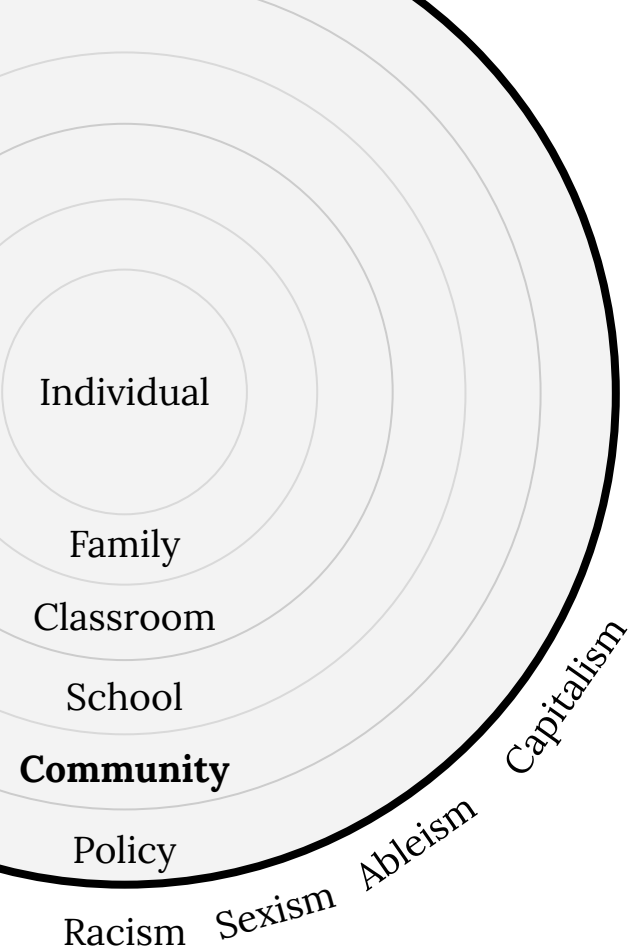 Individual
Family
Classroom
School
Community
Policy
Racism
Sexism
Ableism
Capitalism